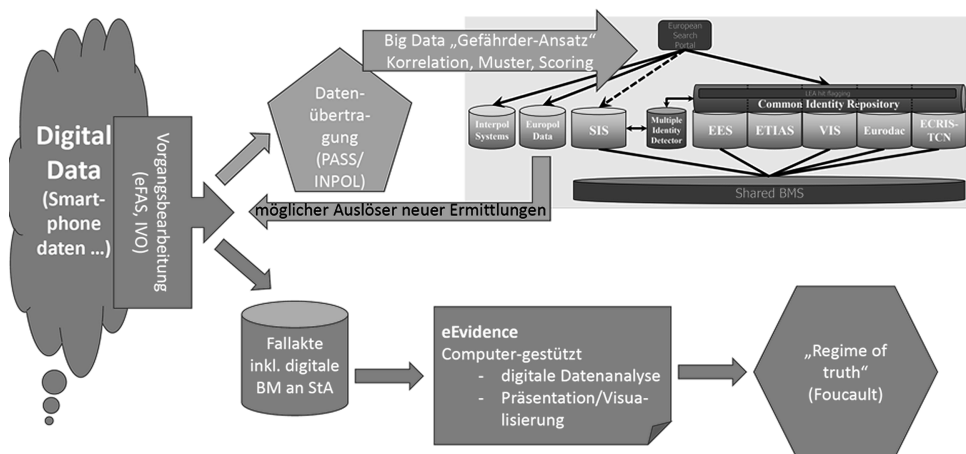 Digital
Data
(Smart-
phone
daten ...)
Vorgangsbearbeitung
(eFAS, IVO)
Daten-
übertra-
gung
(PASS/
INPOL)
Big Data „Gefährder-Ansatz“
Korrelation, Muster, Scoring
European
Search
Portal
LEA hit flagging
Common Identity Repository
Interpol
Systems
Europol
Data
SIS
Multiple
Identity
Detector
EES
ETIAS
VIS
Eurodac
ECRIS-
TCN
Shared BMS
möglicher Auslöser neuer Ermittlungen
Fallakte
inkl. digitale
BM an StA
eEvidence
Computer-gestützt
- digitale Datenanalyse
- Präsentation/Visua-
lisierung
„Regime of
truth“
(Foucault)